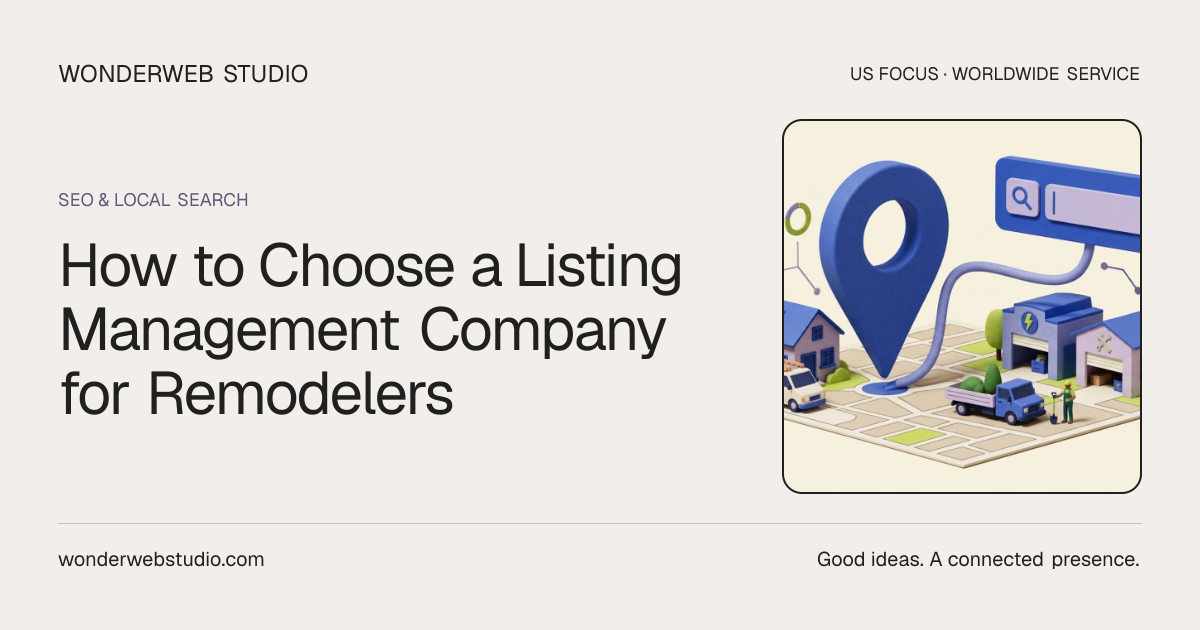 WONDERWEB STUDIO
US FOCUS · WORLDWIDE SERVICE
SEO & LOCAL SEARCH
How to Choose a Listing
Management Company
for Remodelers
wonderwebstudio.com
Good ideas. A connected presence.